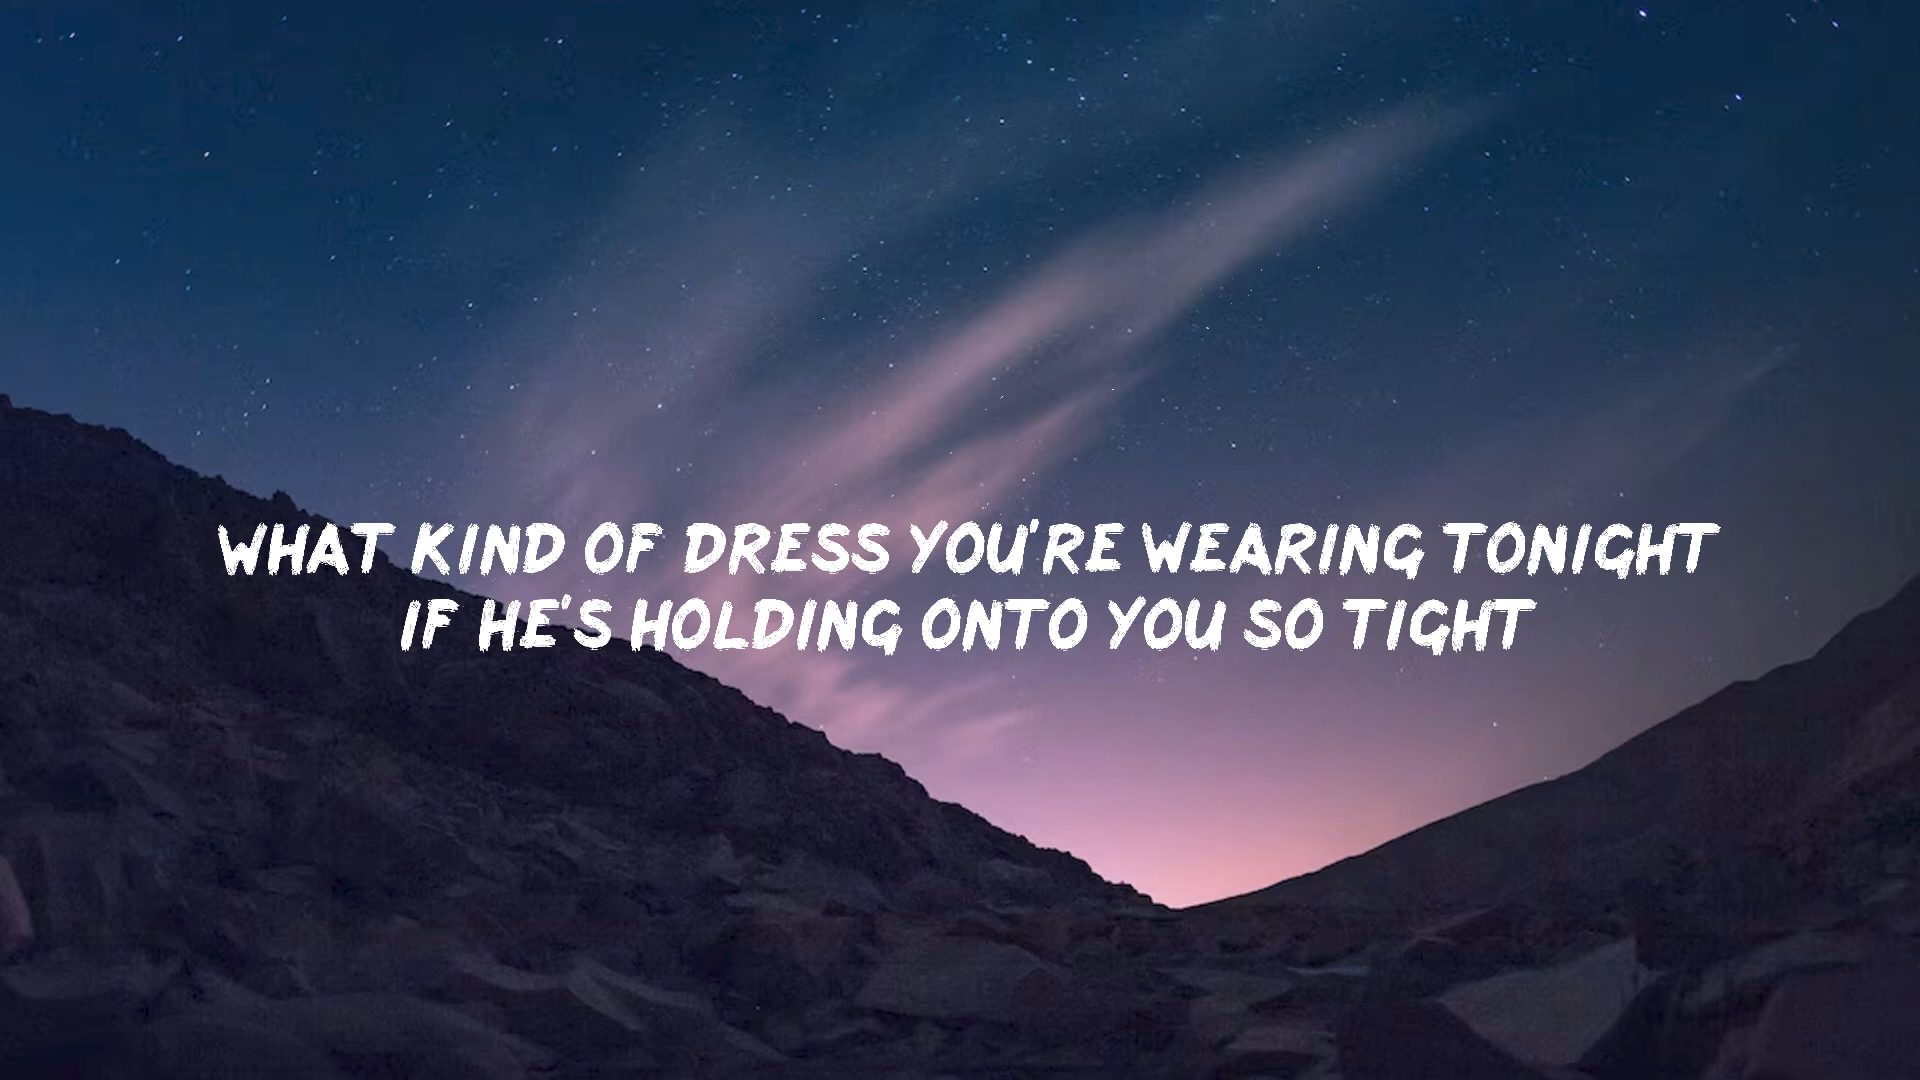 WHAT KIND OF DRESS YOU'RE WEARING TONIGHT
IF HE'S HOLDING ONTO YOU SO TIGHT